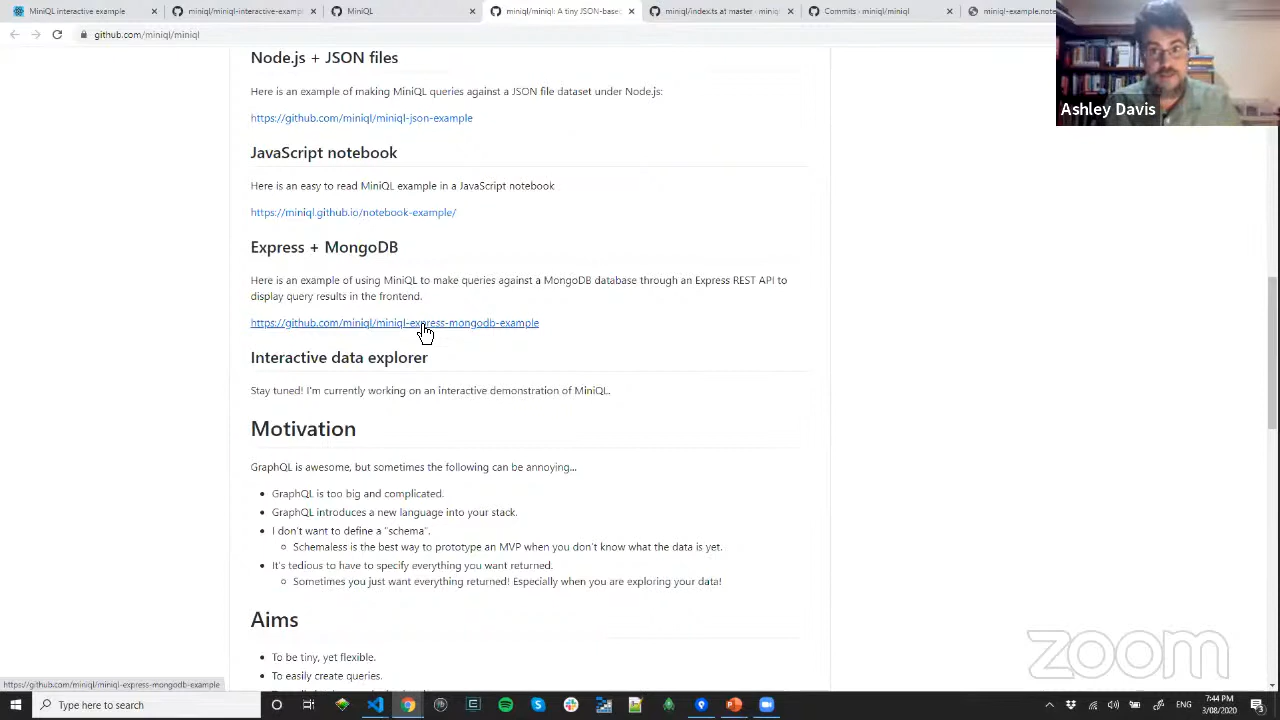 MiniQL interactive example
miniql/miniql-interactive-exampl
MiniQL
miniql/miniql: A tiny JSON-base
miniql/index.ts at master · miniq
Commits · miniql/miniql
miniql-example.note
github.com/miniql/miniql
Ashley Davis
Node.js + JSON files
Here is an example of making MiniQL queries against a JSON file dataset under Node.js:
https://github.com/miniql/miniql-json-example
JavaScript notebook
Here is an easy to read MiniQL example in a JavaScript notebook
https://miniql.github.io/notebook-example/
Express + MongoDB
Here is an example of using MiniQL to make queries against a MongoDB database through an Express REST API to
display query results in the frontend.
https://github.com/miniql/miniql-express-mongodb-example
Interactive data explorer
Stay tuned! I'm currently working on an interactive demonstration of MiniQL.
Motivation
GraphQL is awesome, but sometimes the following can be annoying...
• GraphQL is too big and complicated.
• GraphQL introduces a new language into your stack.
• I don't want to define a "schema".
Schemaless is the best way to prototype an MVP when you don't know what the data is yet.
• It's tedious to have to specify everything you want returned.
Sometimes you just want everything returned! Especially when you are exploring your data!
Aims
• To be tiny, yet flexible.
• To easily create queries.
zoom
https://github.com/miniql/miniql-express-mongodb-example
Type here to search
ENG
7:44 PM
3/08/2020